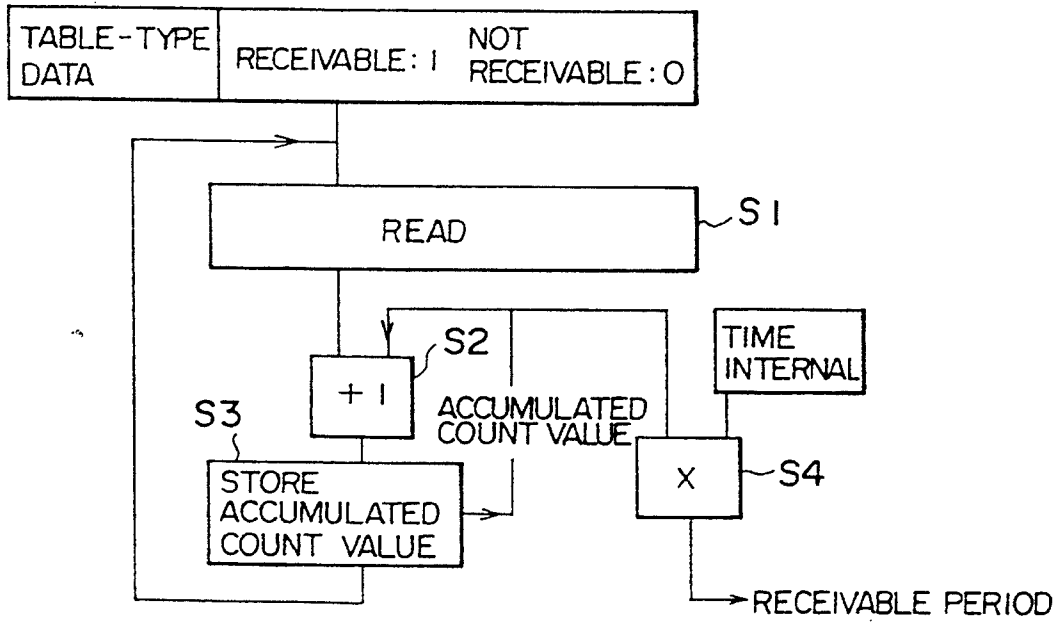 TABLE-TYPE
DATA
RECEIVABLE: 1
NOT
RECEIVABLE: 0
READ
S1
S2
+1
TIME
INTERNAL
ACCUMULATED
COUNT VALUE
S3
STORE
ACCUMULATED
COUNT VALUE
X
S4
RECEIVABLE PERIOD